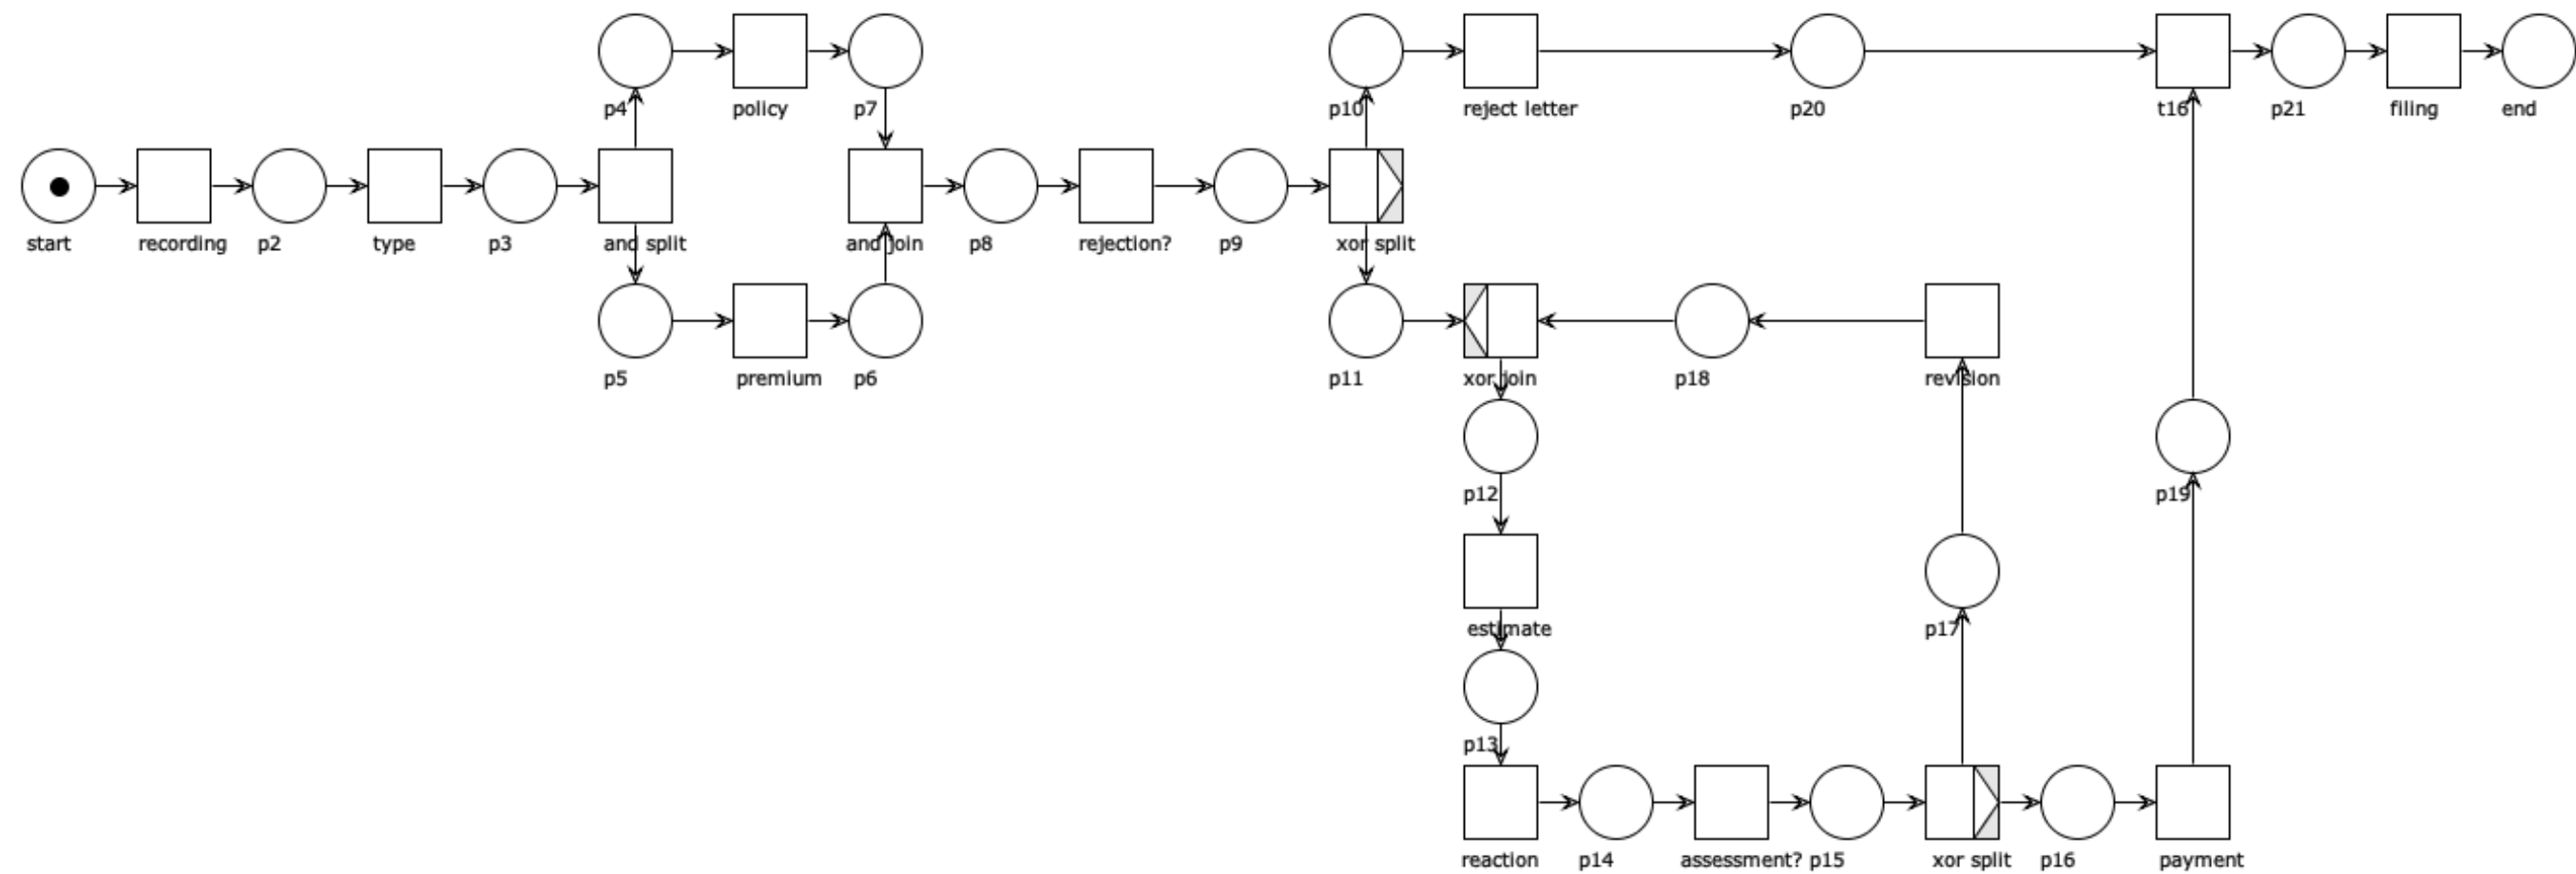 p4
policy
p7
p10
reject letter
p20
t16
p21
filing
end
start
recording
p2
type
p3
and split
and join
p8
rejection?
p9
xor split
p5
premium
p6
p11
xor join
p18
revision
p12
p19
estimate
p17
p13
reaction
p14
assessment?
p15
xor split
p16
payment